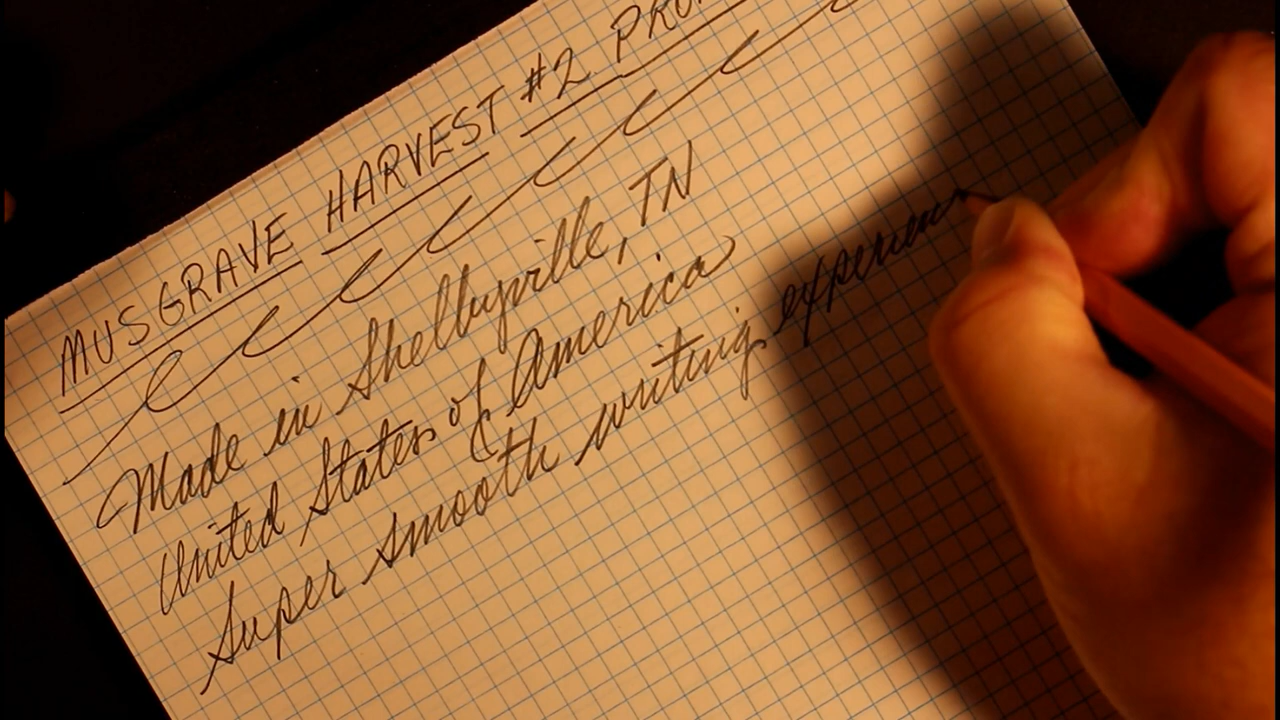 MUSGRAVE HARVEST #2
Made in Shelbyville, TN
United States of America
Super smooth writing